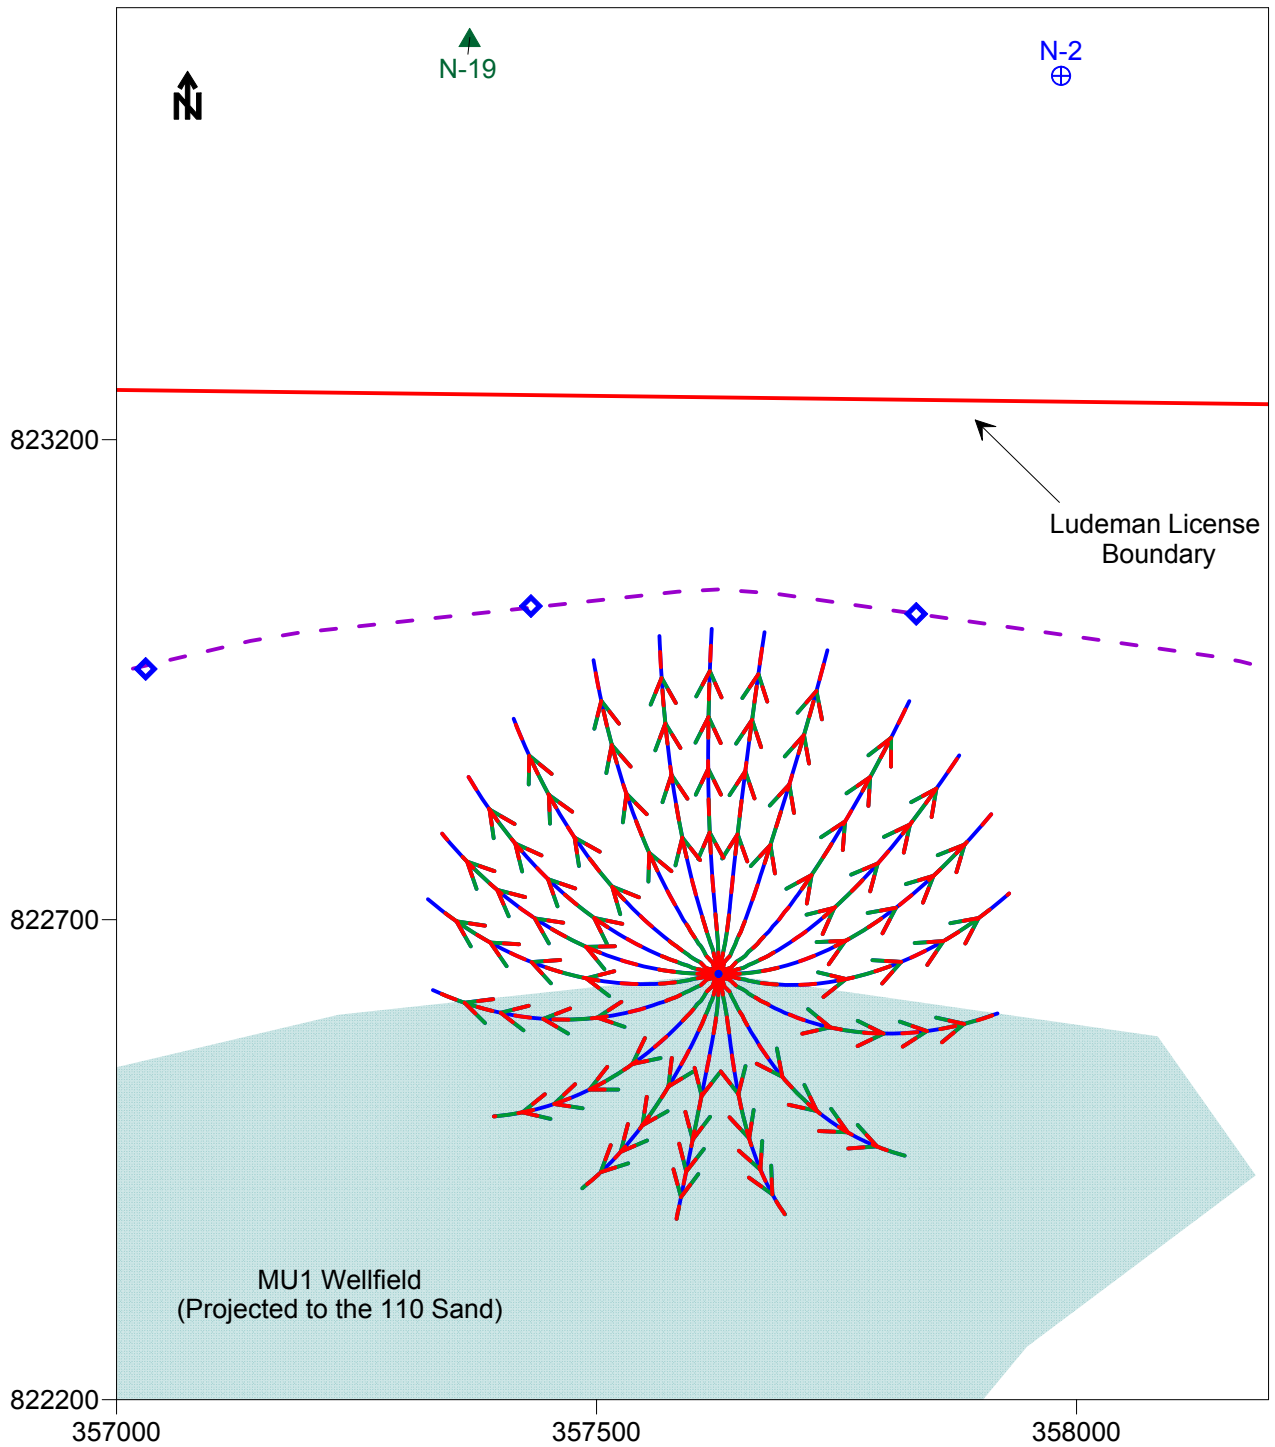 N-2
N-19
N
823200
Ludeman License
Boundary
822700
MU1 Wellfield
(Projected to the 110 Sand)
822200
357000
357500
358000